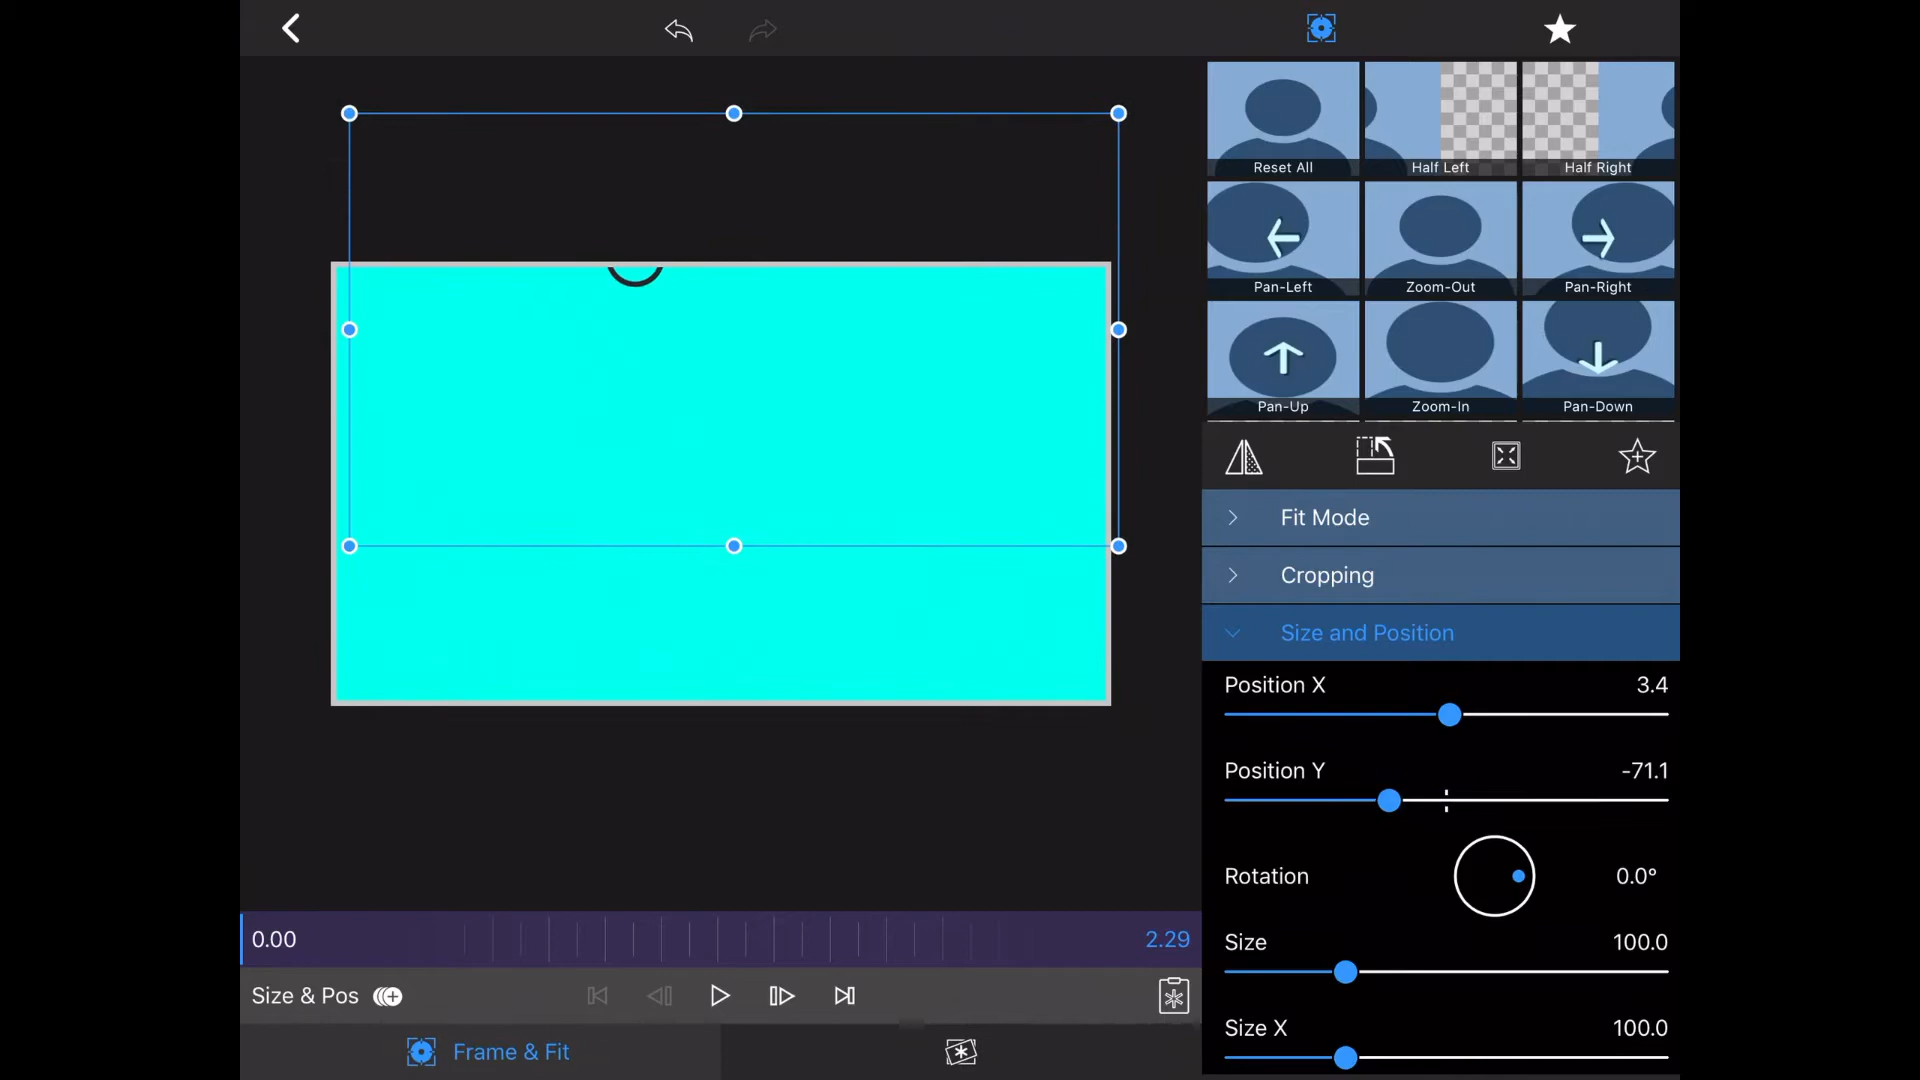 Reset All
Half Left
Half Right
Pan-Left
Zoom-Out
Pan-Right
Pan-Up
Zoom-In
Pan-Down
Fit Mode
Cropping
Size and Position
Position X 3.4
Position Y -71.1
Rotation 0.0°
Size 100.0
Size X 100.0
0.00 2.29
Size & Pos
Frame & Fit